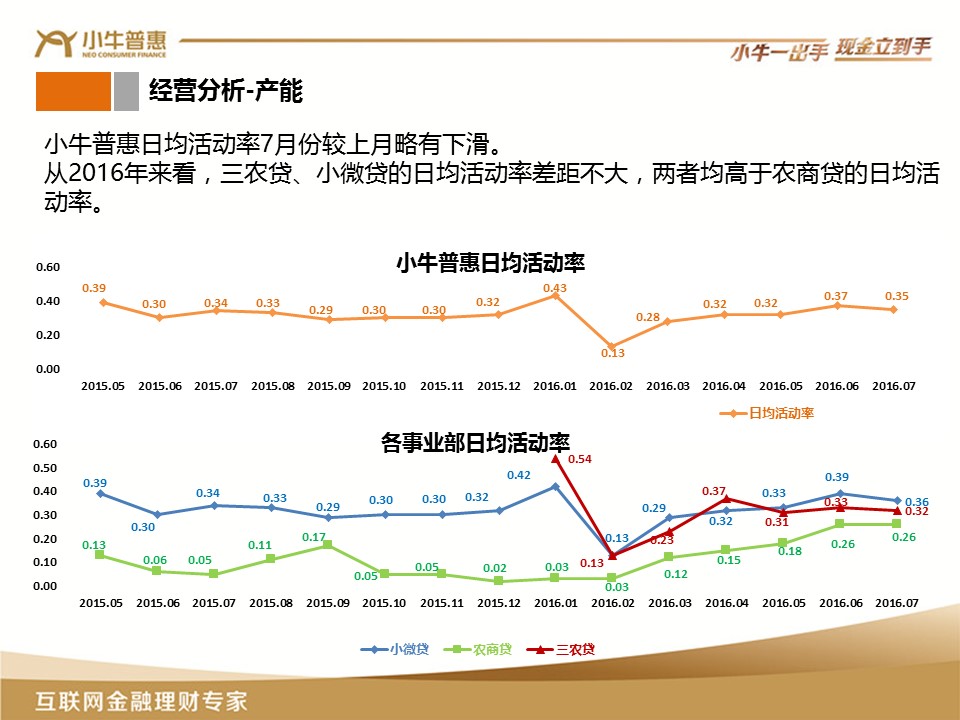 小牛普惠
NEO CONSUMER FINANCE
小牛一出手 现金立到手
经营分析-产能
小牛普惠日均活动率7月份较上月略有下滑。
从2016年来看，三农贷、小微贷的日均活动率差距不大，两者均高于农商贷的日均活
动率。
小牛普惠日均活动率
0.60
0.40
0.20
0.00
0.39 0.30 0.34 0.33 0.29 0.30 0.30 0.32 0.43 0.13 0.28 0.32 0.32 0.37 0.35
2015.05 2015.06 2015.07 2015.08 2015.09 2015.10 2015.11 2015.12 2016.01 2016.02 2016.03 2016.04 2016.05 2016.06 2016.07
日均活动率
各事业部日均活动率
0.60
0.50
0.40
0.30
0.20
0.10
0.00
0.39 0.30 0.34 0.33 0.29 0.30 0.30 0.32 0.42 0.13 0.29 0.32 0.33 0.39 0.36
0.54 0.13 0.23 0.37 0.31 0.33 0.32
0.13 0.06 0.05 0.11 0.17 0.05 0.05 0.02 0.03 0.03 0.12 0.15 0.18 0.26 0.26
2015.05 2015.06 2015.07 2015.08 2015.09 2015.10 2015.11 2015.12 2016.01 2016.02 2016.03 2016.04 2016.05 2016.06 2016.07
小微贷 农商贷 三农贷
互联网金融理财专家